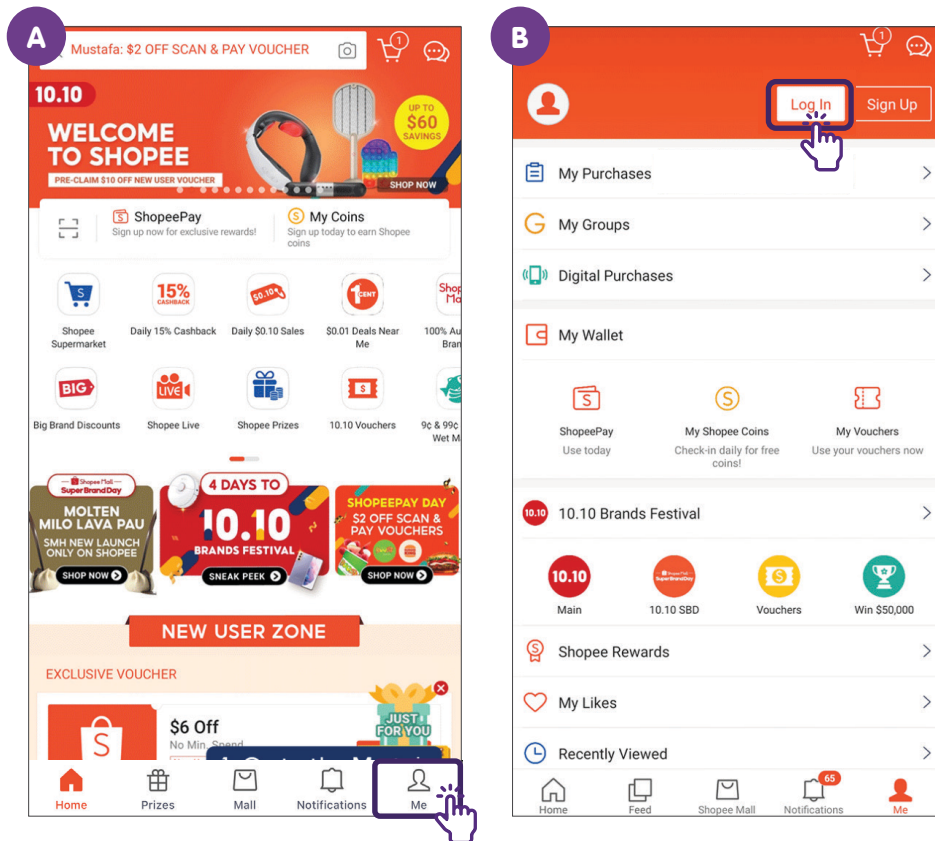 A
Mustafa: $2 OFF SCAN & PAY VOUCHER
1
10.10
WELCOME
TO SHOPEE
PRE-CLAIM $10 OFF NEW USER VOUCHER
UP TO
$60
SAVINGS
SHOP NOW
ShopeePay
Sign up now for exclusive rewards!
My Coins
Sign up today to earn Shopee
coins
15%
CASHBACK
$0.10
1 CENT
Shopee
Supermarket
Daily 15% Cashback
Daily $0.10 Sales
$0.01 Deals Near
Me
100% Au
Bran
BIG
LIVE
Big Brand Discounts
Shopee Live
Shopee Prizes
10.10 Vouchers
9¢ & 99¢
Wet M
Shopee Mall
Super Brand Day
MOLTEN
MILO LAVA PAU
SMH NEW LAUNCH
ONLY ON SHOPEE
SHOP NOW
4 DAYS TO
10.10
BRANDS FESTIVAL
SNEAK PEEK
SHOPEEPAY DAY
$2 OFF SCAN &
PAY VOUCHERS
SHOP NOW
NEW USER ZONE
EXCLUSIVE VOUCHER
$6 Off
No Min. Spend
JUST
FOR YOU
Home
Prizes
Mall
Notifications
Me
B
1
Log In
Sign Up
My Purchases
My Groups
Digital Purchases
My Wallet
ShopeePay
Use today
My Shopee Coins
Check-in daily for free
coins!
My Vouchers
Use your vouchers now
10.10
10.10 Brands Festival
10.10
Main
Shopee Mall
Super Brand Day
10.10 SBD
Vouchers
Win $50,000
Shopee Rewards
My Likes
Recently Viewed
Home
Feed
Shopee Mall
65
Notifications
Me